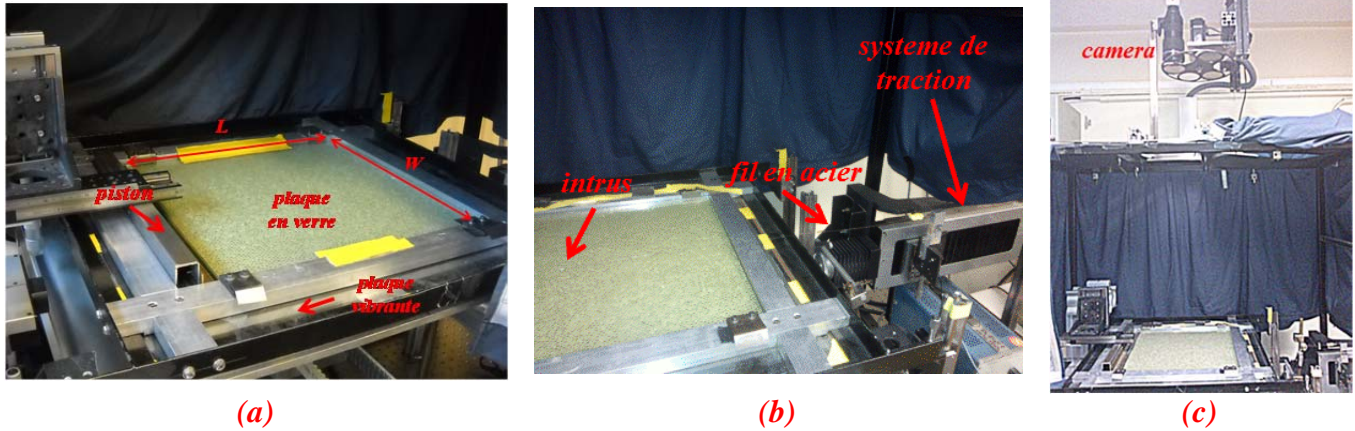 L
W
piston
plaque
en verre
plaque
vibrante
(a)
systeme de
traction
fil en acier
intrus
(b)
camera
(c)